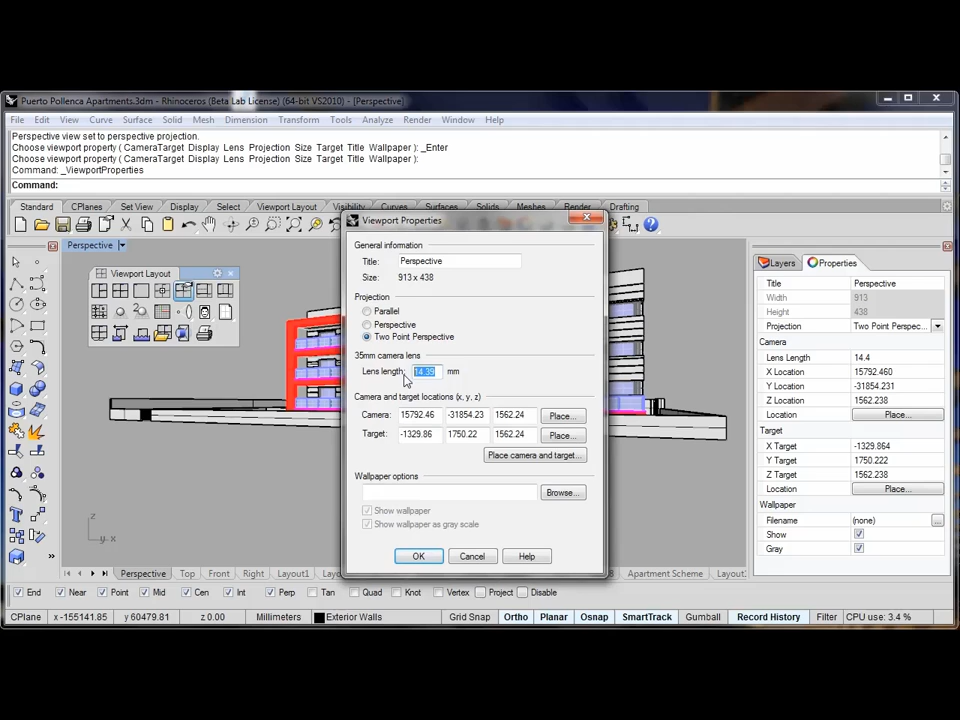 Puerto Pollenca Apartments.3dm - Rhinoceros (Beta Lab License) (64-bit VS2010) - [Perspective]
File Edit View Curve Surface Solid Mesh Dimension Transform Tools Analyze Render Window Help
Perspective view set to perspective projection.
Choose viewport property ( CameraTarget Display Lens Projection Size Target Title Wallpaper ): _Enter
Choose viewport property ( CameraTarget Display Lens Projection Size Target Title Wallpaper ):
Command: _ViewportProperties
Command:
Standard CPlanes Set View Display Select Viewport Layout Visibility Curves Surfaces Solids Meshes Render Drafting
Perspective
Viewport Layout
Viewport Properties
General information
Title: Perspective
Size: 913 x 438
Projection
Parallel
Perspective
Two Point Perspective
35mm camera lens
Lens length: 14.39 mm
Camera and target locations (x, y, z)
Camera: 15792.46 -31854.23 1562.24 Place...
Target: -1329.86 1750.22 1562.24 Place...
Place camera and target...
Wallpaper options
Browse...
Show wallpaper
Show wallpaper as gray scale
OK Cancel Help
Layers Properties
Title Perspective
Width 913
Height 438
Projection Two Point Perspec...
Camera
Lens Length 14.4
X Location 15792.460
Y Location -31854.231
Z Location 1562.238
Location Place...
Target
X Target -1329.864
Y Target 1750.222
Z Target 1562.238
Location Place...
Wallpaper
Filename (none) ...
Show
Gray
z
y x
Perspective Top Front Right Layout1 Apartment Scheme Layout
End Near Point Mid Cen Int Perp Tan Quad Knot Vertex Project Disable
CPlane x -155141.85 y 60479.81 z 0.00 Millimeters Exterior Walls Grid Snap Ortho Planar Osnap SmartTrack Gumball Record History Filter CPU use: 3.4 %